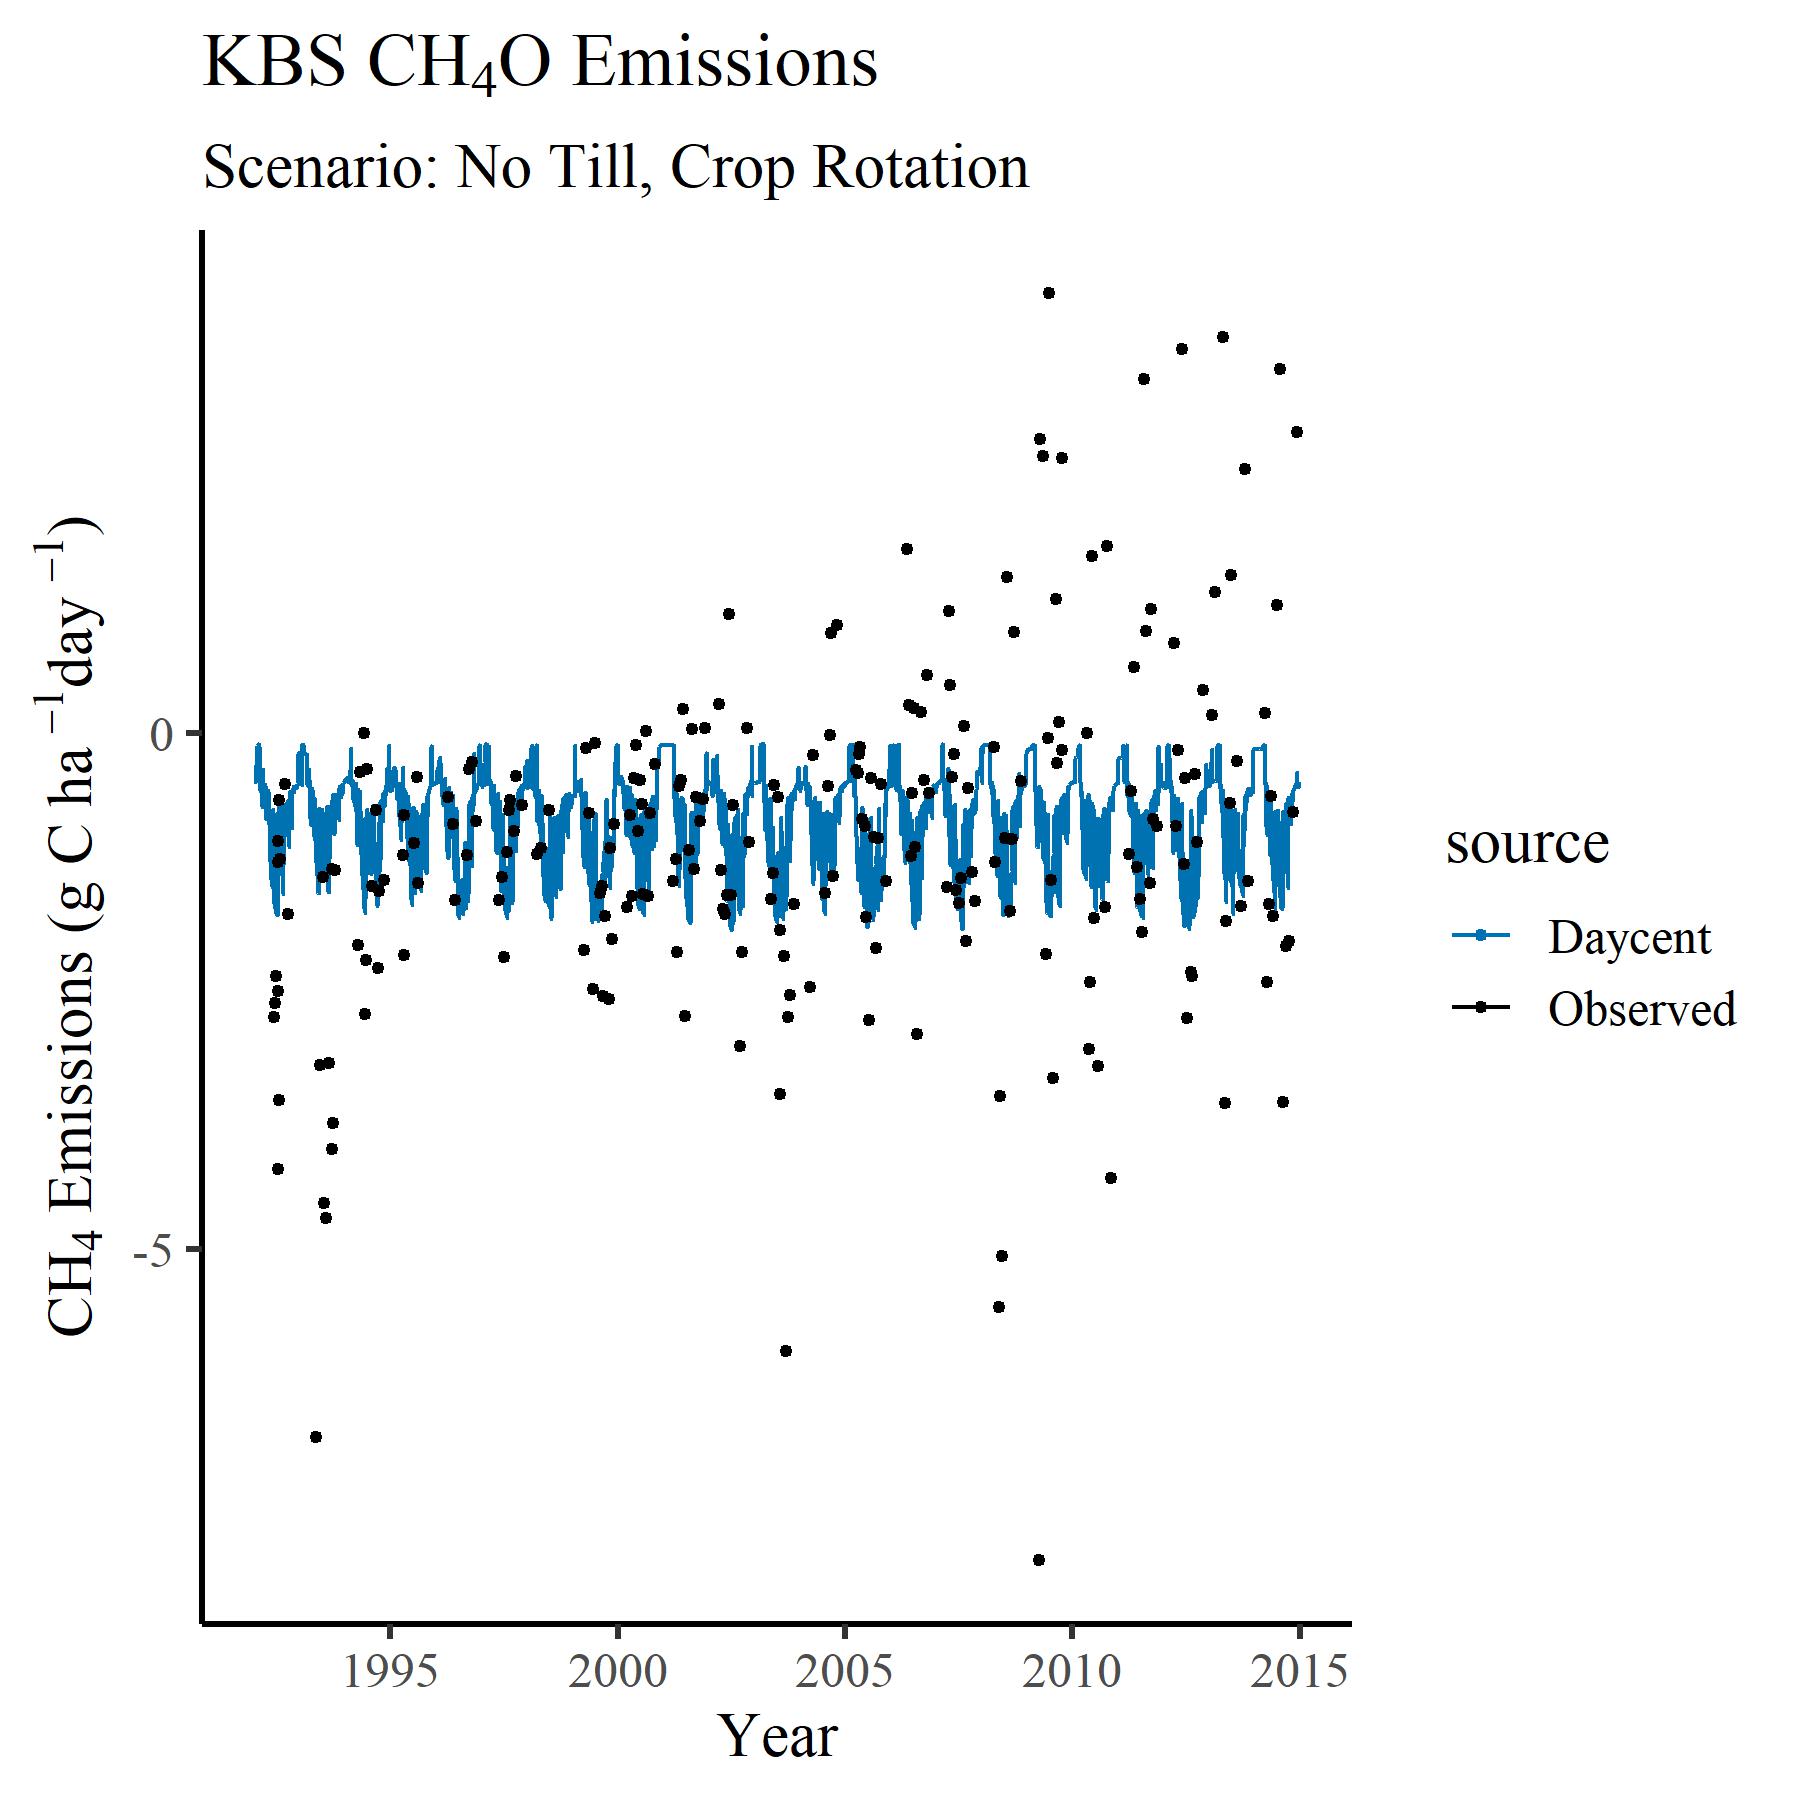 KBS CH₄O Emissions
Scenario: No Till, Crop Rotation
CH₄ Emissions (g C ha ⁻¹day ⁻¹)
0
-5
1995 2000 2005 2010 2015
Year
source
Daycent
Observed